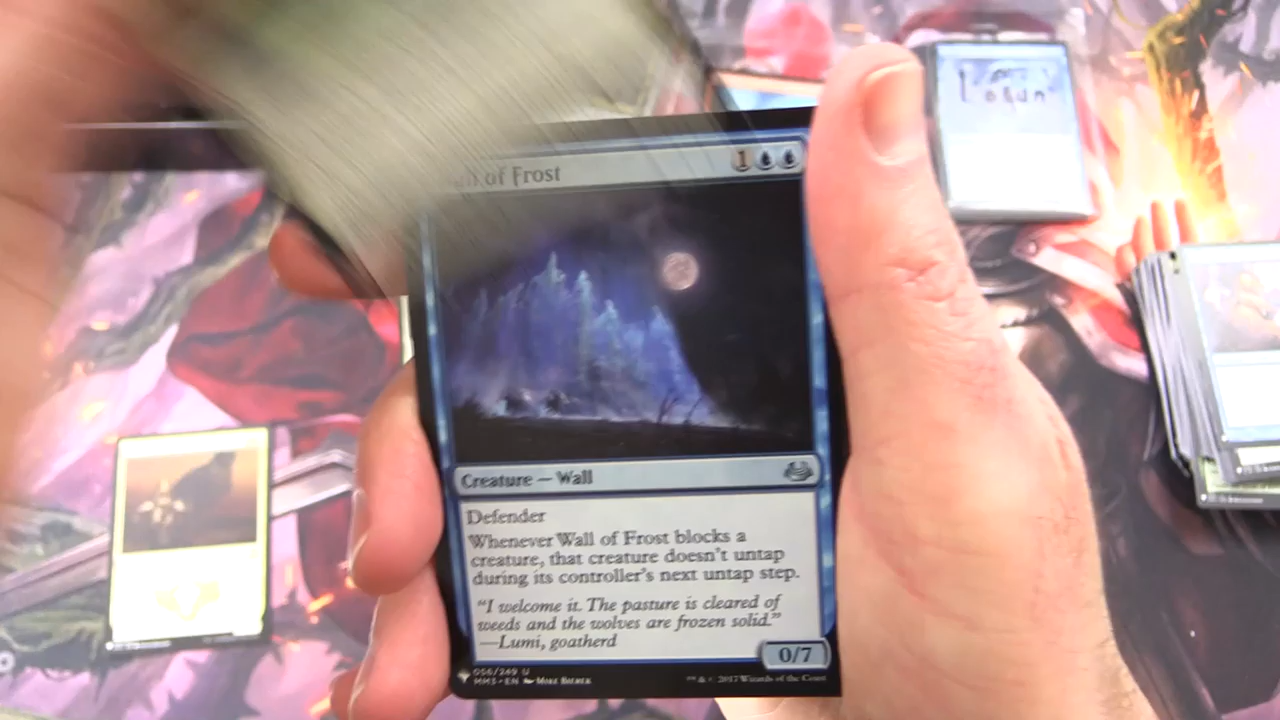 of Frost
1
Creature — Wall
Defender
Whenever Wall of Frost blocks a
creature, that creature doesn't untap
during its controller's next untap step.
"I welcome it. The pasture is cleared of
weeds and the wolves are frozen solid."
—Lumi, goatherd
0/7
056/249 U
MM3 • EN
2017 Wizards of the Coast